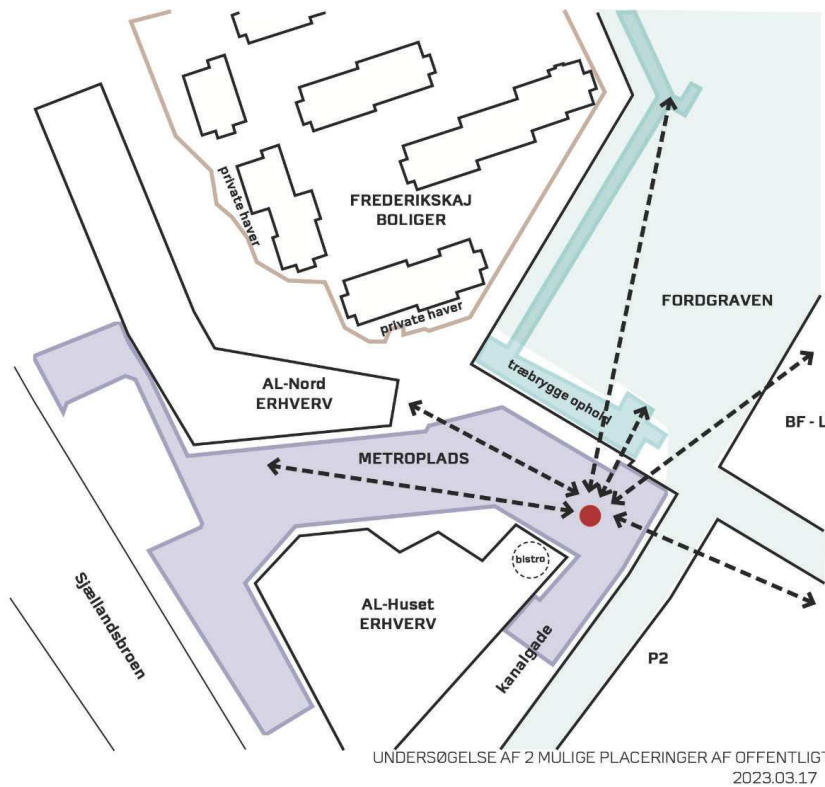 private haver
FREDERIKSKAJ
BOLIGER
FORDGRAVEN
private haver
træbrygge ophold
AL-Nord
ERHVERV
BF - L
METROPLADS
bistro
Sjællandsbroen
AL-Huset
ERHVERV
kanalgade
P2
UNDERSØGELSE AF 2 MULIGE PLACERINGER AF OFFENTLIGT
2023.03.17